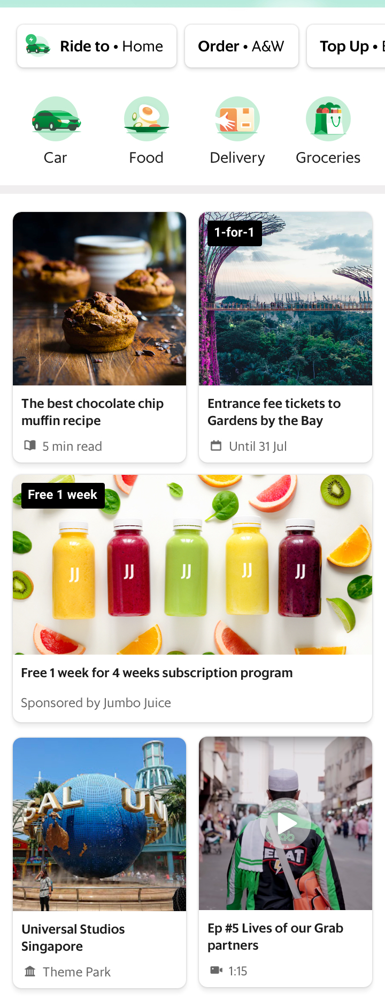 Ride to • Home
Order • A&W
Top Up •
Car
Food
Delivery
Groceries
1-for-1
The best chocolate chip
muffin recipe
5 min read
Entrance fee tickets to
Gardens by the Bay
Until 31 Jul
Free 1 week
JJ
JJ
JJ
JJ
JJ
Free 1 week for 4 weeks subscription program
Sponsored by Jumbo Juice
SAL UN
Grab
Universal Studios
Singapore
Theme Park
Ep #5 Lives of our Grab
partners
1:15